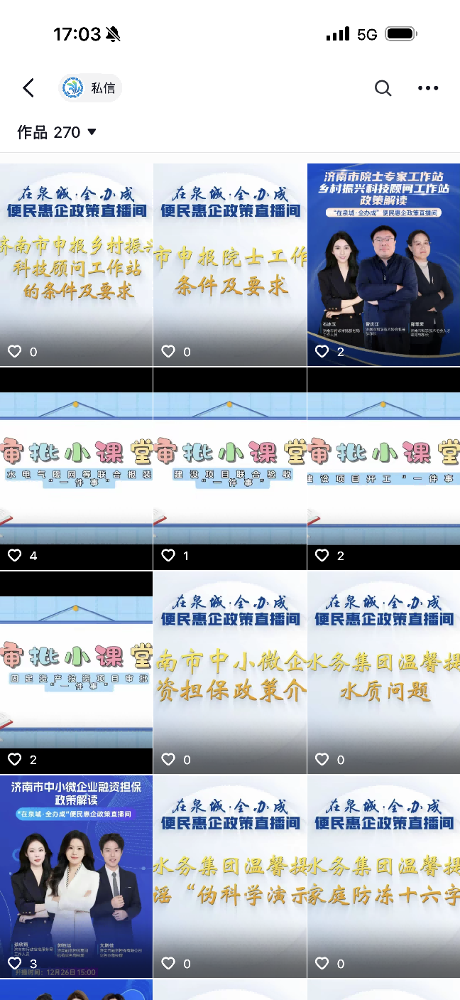 17:03
5G
私信
作品 270
在泉城·全办成
便民惠企政策直播间
济南市申报乡村振兴
科技顾问工作站
的条件及要求
0
在泉城·全办成
便民惠企政策直播间
市申报院士工作
条件及要求
0
济南市院士专家工作站
乡村振兴科技顾问工作站
政策解读
“在泉城·全办成”便民惠企政策直播间
2
审批小课堂
水电气暖网等联合报装
“一件事”
4
审批小课堂
建设项目联合验收
“一件事”
1
审批小课堂
建设项目开工“一件事
2
审批小课堂
固定资产投资项目审批
“一件事”
2
在泉城·全办成
便民惠企政策直播间
南市中小微企
资担保政策介
0
在泉城·全办成
便民惠企政策直播间
水务集团温馨提
水质问题
0
济南市中小微企业融资担保
政策解读
“在泉城·全办成”便民惠企政策直播间
3
开播时间：12月26日 15:00
在泉城·全办成
便民惠企政策直播间
水务集团温馨提
谣“伪科学演示
0
在泉城·全办成
便民惠企政策直播间
水务集团温馨提
家庭防冻十六字
0